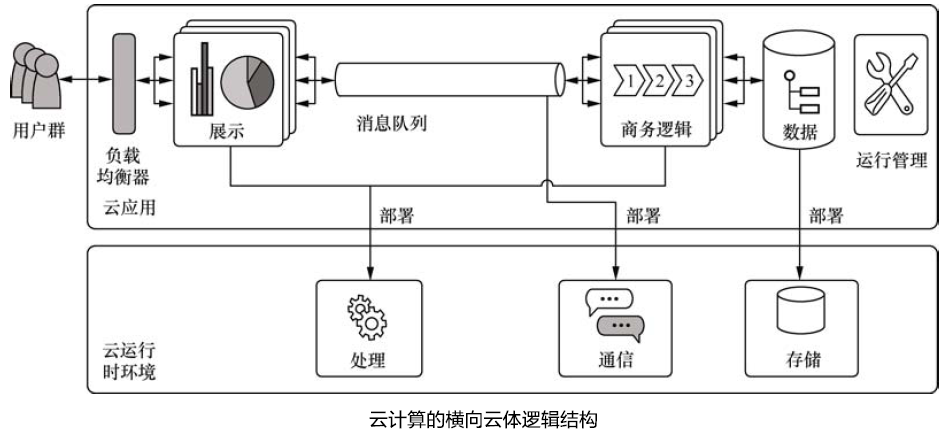 用户群
负载
均衡器
云应用
展示
消息队列
1 2 3
商务逻辑
数据
运行管理
部署
部署
部署
云运行
时环境
处理
通信
存储
云计算的横向云体逻辑结构